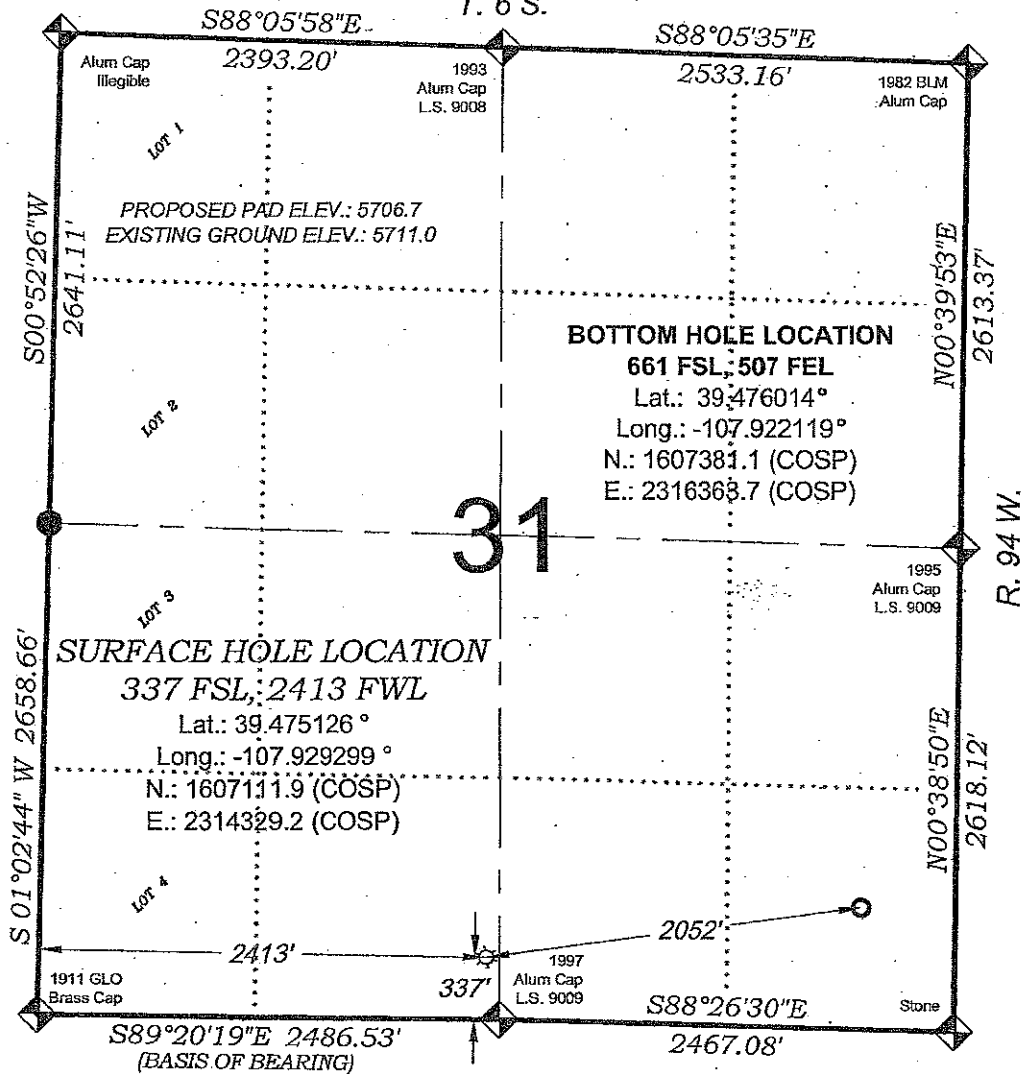 T. 6 S.
S88°05'58"E
2393.20'
S88°05'35"E
2533.16'
Alum Cap
Illegible
1993
Alum Cap
L.S. 9008
1982 BLM
Alum Cap
LOT 1
PROPOSED PAD ELEV.: 5706.7
EXISTING GROUND ELEV.: 5711.0
S00°52'26"W
2641.11'
N00°39'53"E
2613.37'
BOTTOM HOLE LOCATION
661 FSL, 507 FEL
Lat.: 39.476014°
Long.: -107.922119°
N.: 1607381.1 (COSP)
E.: 2316368.7 (COSP)
LOT 2
31
R. 94 W.
1995
Alum Cap
L.S. 9009
LOT 3
SURFACE HOLE LOCATION
337 FSL, 2413 FWL
Lat.: 39.475126 °
Long.: -107.929299 °
N.: 1607111.9 (COSP)
E.: 2314329.2 (COSP)
S 01°02'44" W 2658.66'
N00°38'50"E
2618.12'
LOT 4
2413'
2052'
337'
1911 GLO
Brass Cap
1997
Alum Cap
L.S. 9009
Stone
S89°20'19"E 2486.53'
(BASIS OF BEARING)
S88°26'30"E
2467.08'